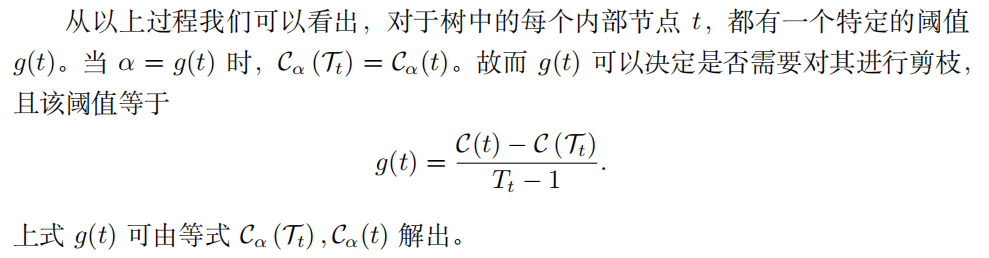 从以上过程我们可以看出，对于树中的每个内部节点 t，都有一个特定的阈值
g(t)。当 α = g(t) 时，𝒞_α (𝒯_t) = 𝒞_α(t)。故而 g(t) 可以决定是否需要对其进行剪枝，
且该阈值等于
g(t) = \frac{𝒞(t) − 𝒞 (𝒯_t)}{T_t − 1}.
上式 g(t) 可由等式 𝒞_α (𝒯_t) , 𝒞_α(t) 解出。